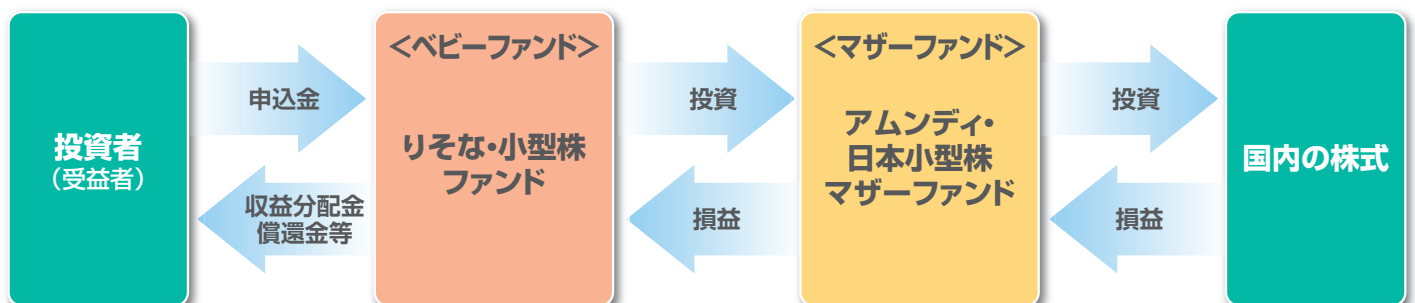 投資者
（受益者）
申込金
収益分配金
償還金等
＜ベビーファンド＞
りそな・小型株
ファンド
投資
損益
＜マザーファンド＞
アムンディ・
日本小型株
マザーファンド
投資
損益
国内の株式